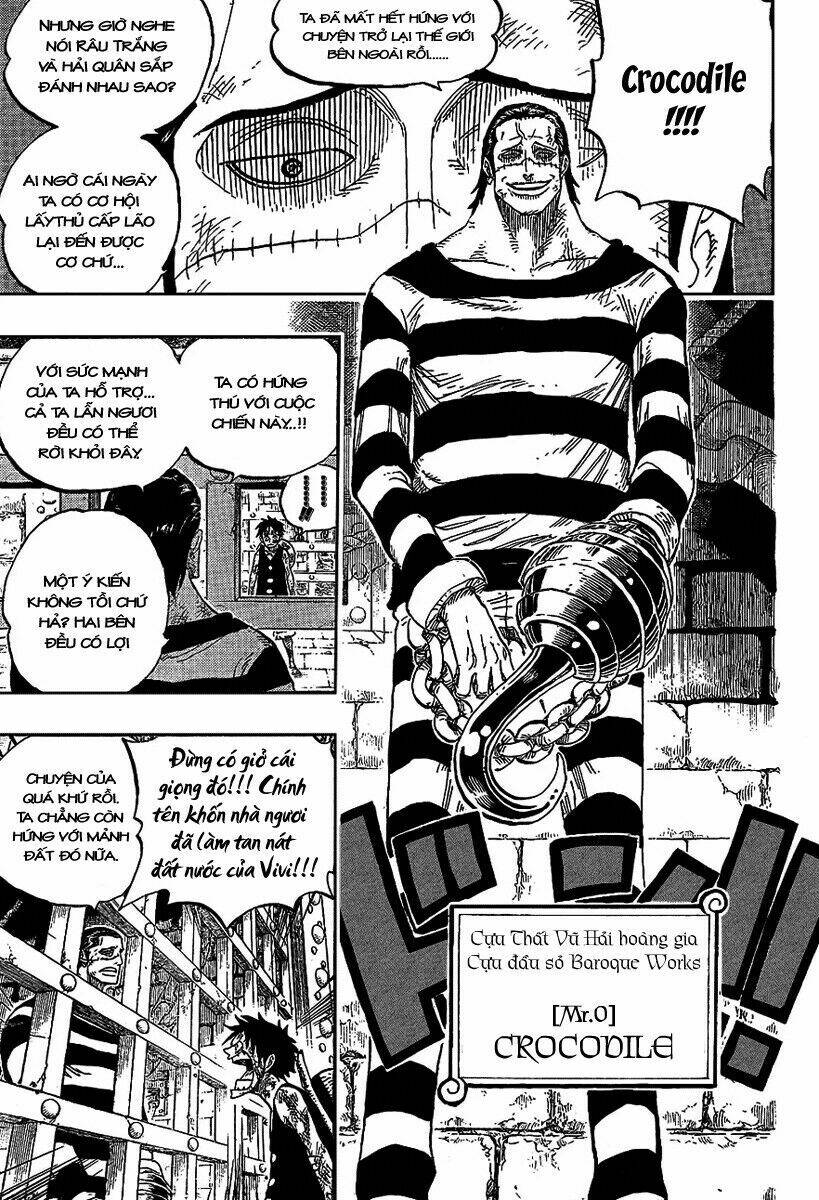 Crocodile
!!!!
TA ĐÃ MẤT HẾT HỨNG VỚI
CHUYỆN TRỞ LẠI THẾ GIỚI
BÊN NGOÀI RỒI......
NHƯNG GIỜ NGHE
NÓI RÂU TRẮNG
VÀ HẢI QUÂN SẮP
ĐÁNH NHAU SAO?
AI NGỜ CÁI NGÀY
TA CÓ CƠ HỘI
LẤYTHỦ CẤP LÃO
LẠI ĐẾN ĐƯỢC
CƠ CHỨ...
TA CÓ HỨNG
THÚ VỚI CUỘC
CHIẾN NÀY..!!
VỚI SỨC MẠNH
CỦA TA HỖ TRỢ...
CẢ TA LẪN NGƯƠI
ĐỀU CÓ THỂ
RỜI KHỎI ĐÂY
MỘT Ý KIẾN
KHÔNG TỒI CHỨ
HẢ? HAI BÊN
ĐỀU CÓ LỢI
Đừng có giở cái
giọng đó!!! Chính
tên khốn nhà ngươi
đã làm tan nát
đất nước của Vivi!!!
CHUYỆN CỦA
QUÁ KHỨ RỒI.
TA CHẲNG CÒN
HỨNG VỚI MẢNH
ĐẤT ĐÓ NỮA.
Cựu Thất Vũ Hải hoàng gia
Cựu đầu sỏ Baroque Works
[Mr.0]
CROCODILE